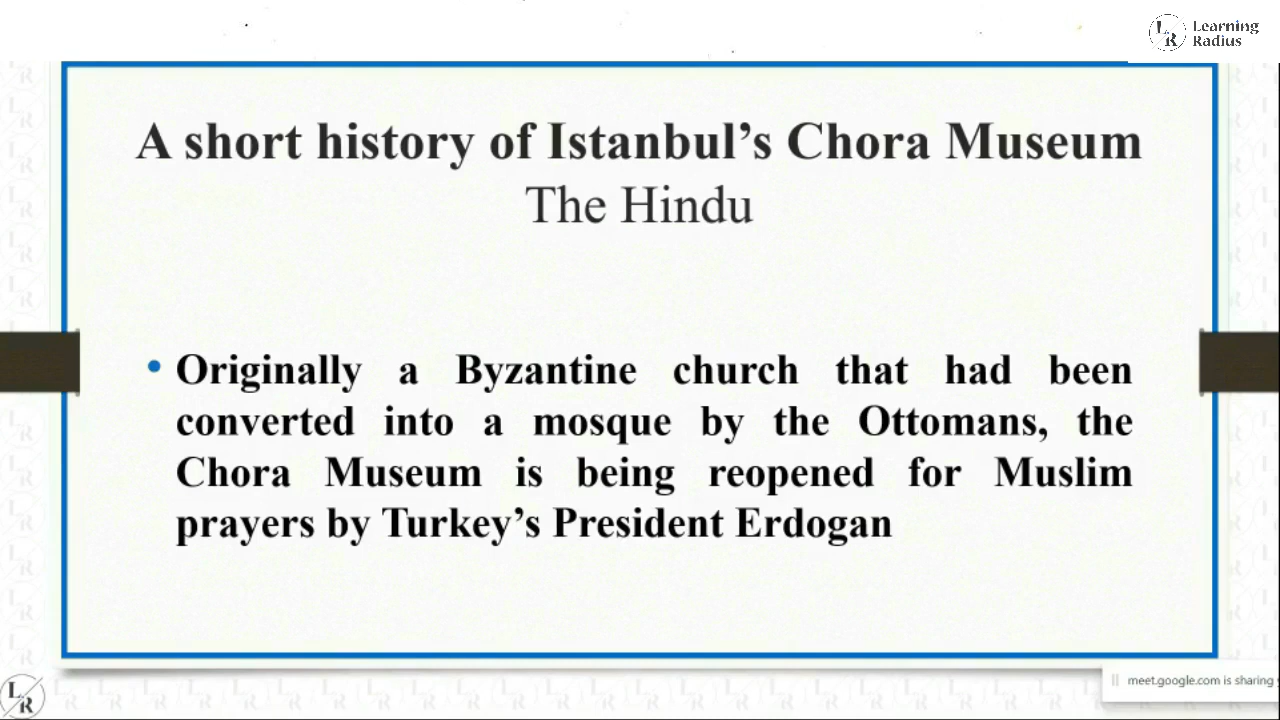 LR Learning
Radius
A short history of Istanbul's Chora Museum
The Hindu
• Originally a Byzantine church that had been
converted into a mosque by the Ottomans, the
Chora Museum is being reopened for Muslim
prayers by Turkey's President Erdogan
LR
meet.google.com is sharing